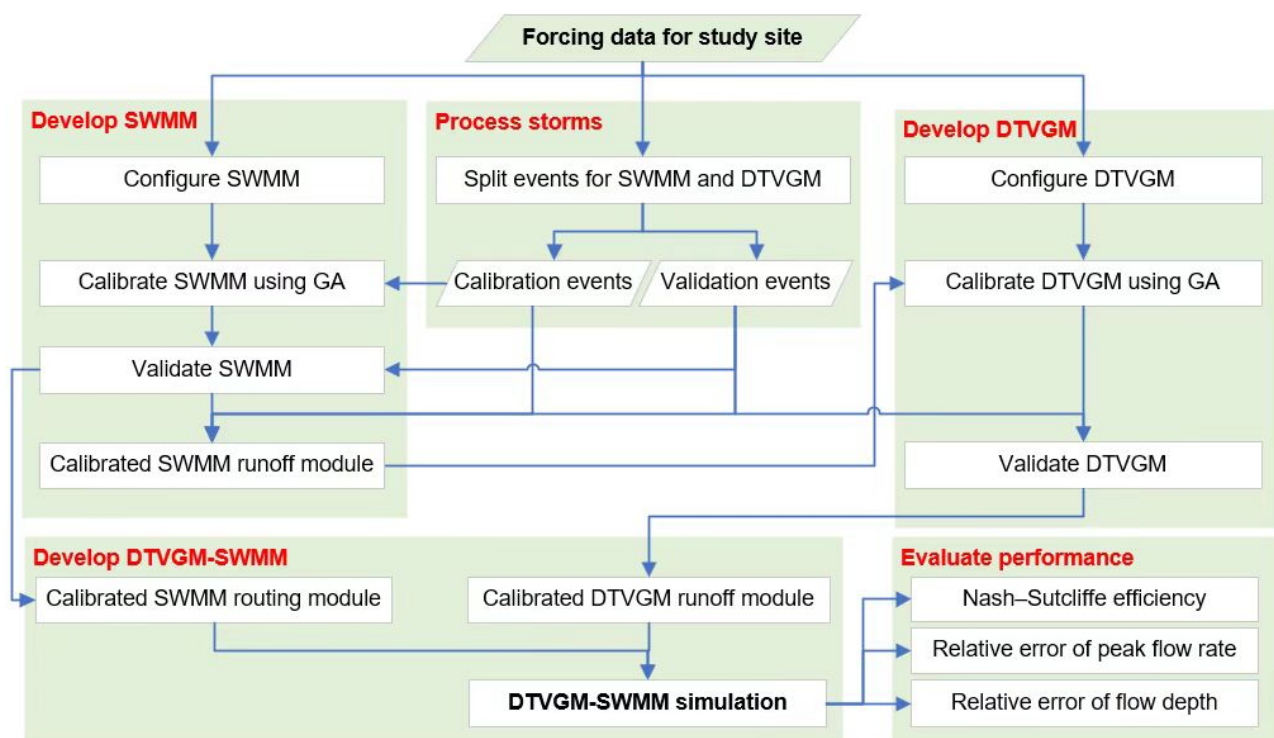 Forcing data for study site
Develop SWMM
Configure SWMM
Calibrate SWMM using GA
Validate SWMM
Calibrated SWMM runoff module
Process storms
Split events for SWMM and DTVGM
Calibration events
Validation events
Develop DTVGM
Configure DTVGM
Calibrate DTVGM using GA
Validate DTVGM
Develop DTVGM-SWMM
Calibrated SWMM routing module
Calibrated DTVGM runoff module
DTVGM-SWMM simulation
Evaluate performance
Nash–Sutcliffe efficiency
Relative error of peak flow rate
Relative error of flow depth